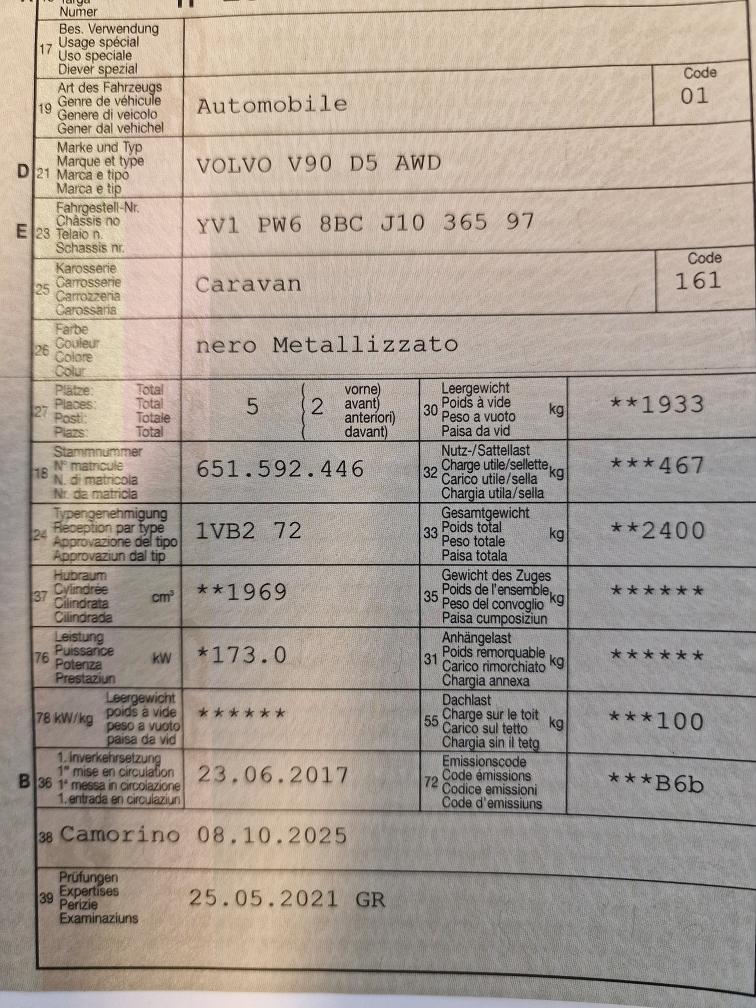 Numer
17 Bes. Verwendung
Usage spécial
Uso speciale
Diever spezial
19 Art des Fahrzeugs
Genre de véhicule
Genere di veicolo
Gener dal vehichel
Automobile
Code
01
D 21 Marke und Typ
Marque et type
Marca e tipo
Marca e tip
VOLVO V90 D5 AWD
E 23 Fahrgestell-Nr.
Châssis no
Telaio n.
Schassis nr.
YV1 PW6 8BC J10 365 97
25 Karosserie
Carrosserie
Carrozzeria
Carossaria
Caravan
Code
161
26 Farbe
Couleur
Colore
Colur
nero Metallizzato
27 Plätze: Total
Places: Total
Posti: Totale
Plazs: Total
5 ( 2 vorne)
avant)
anteriori)
davant)
30 Leergewicht
Poids à vide
Peso a vuoto
Paisa da vid
kg
**1933
18 Stammnummer
N° matricule
N. di matricola
Nr. da matricla
651.592.446
32 Nutz-/Sattellast
Charge utile/sellette
Carico utile/sella
Chargia utila/sella
kg
***467
24 Typengenehmigung
Réception par type
Approvazione del tipo
Approvaziun dal tip
1VB2 72
33 Gesamtgewicht
Poids total
Peso totale
Paisa totala
kg
**2400
37 Hubraum
Cylindrée
Cilindrata
Cilindrada
cm³
**1969
35 Gewicht des Zuges
Poids de l'ensemble
Peso del convoglio
Paisa cumposiziun
kg
******
76 Leistung
Puissance
Potenza
Prestaziun
kW
*173.0
31 Anhängelast
Poids remorquable
Carico rimorchiato
Chargia annexa
kg
******
78 kW/kg Leergewicht
poids à vide
peso a vuoto
paisa da vid
******
55 Dachlast
Charge sur le toit
Carico sul tetto
Chargia sin il tetg
kg
***100
B 36 1. Inverkehrsetzung
1re mise en circulation
1a messa in circolazione
1. entrada en circulaziun
23.06.2017
72 Emissionscode
Code émissions
Codice emissioni
Code d'emissiuns
***B6b
38 Camorino 08.10.2025
39 Prüfungen
Expertises
Perizie
Examinaziuns
25.05.2021 GR